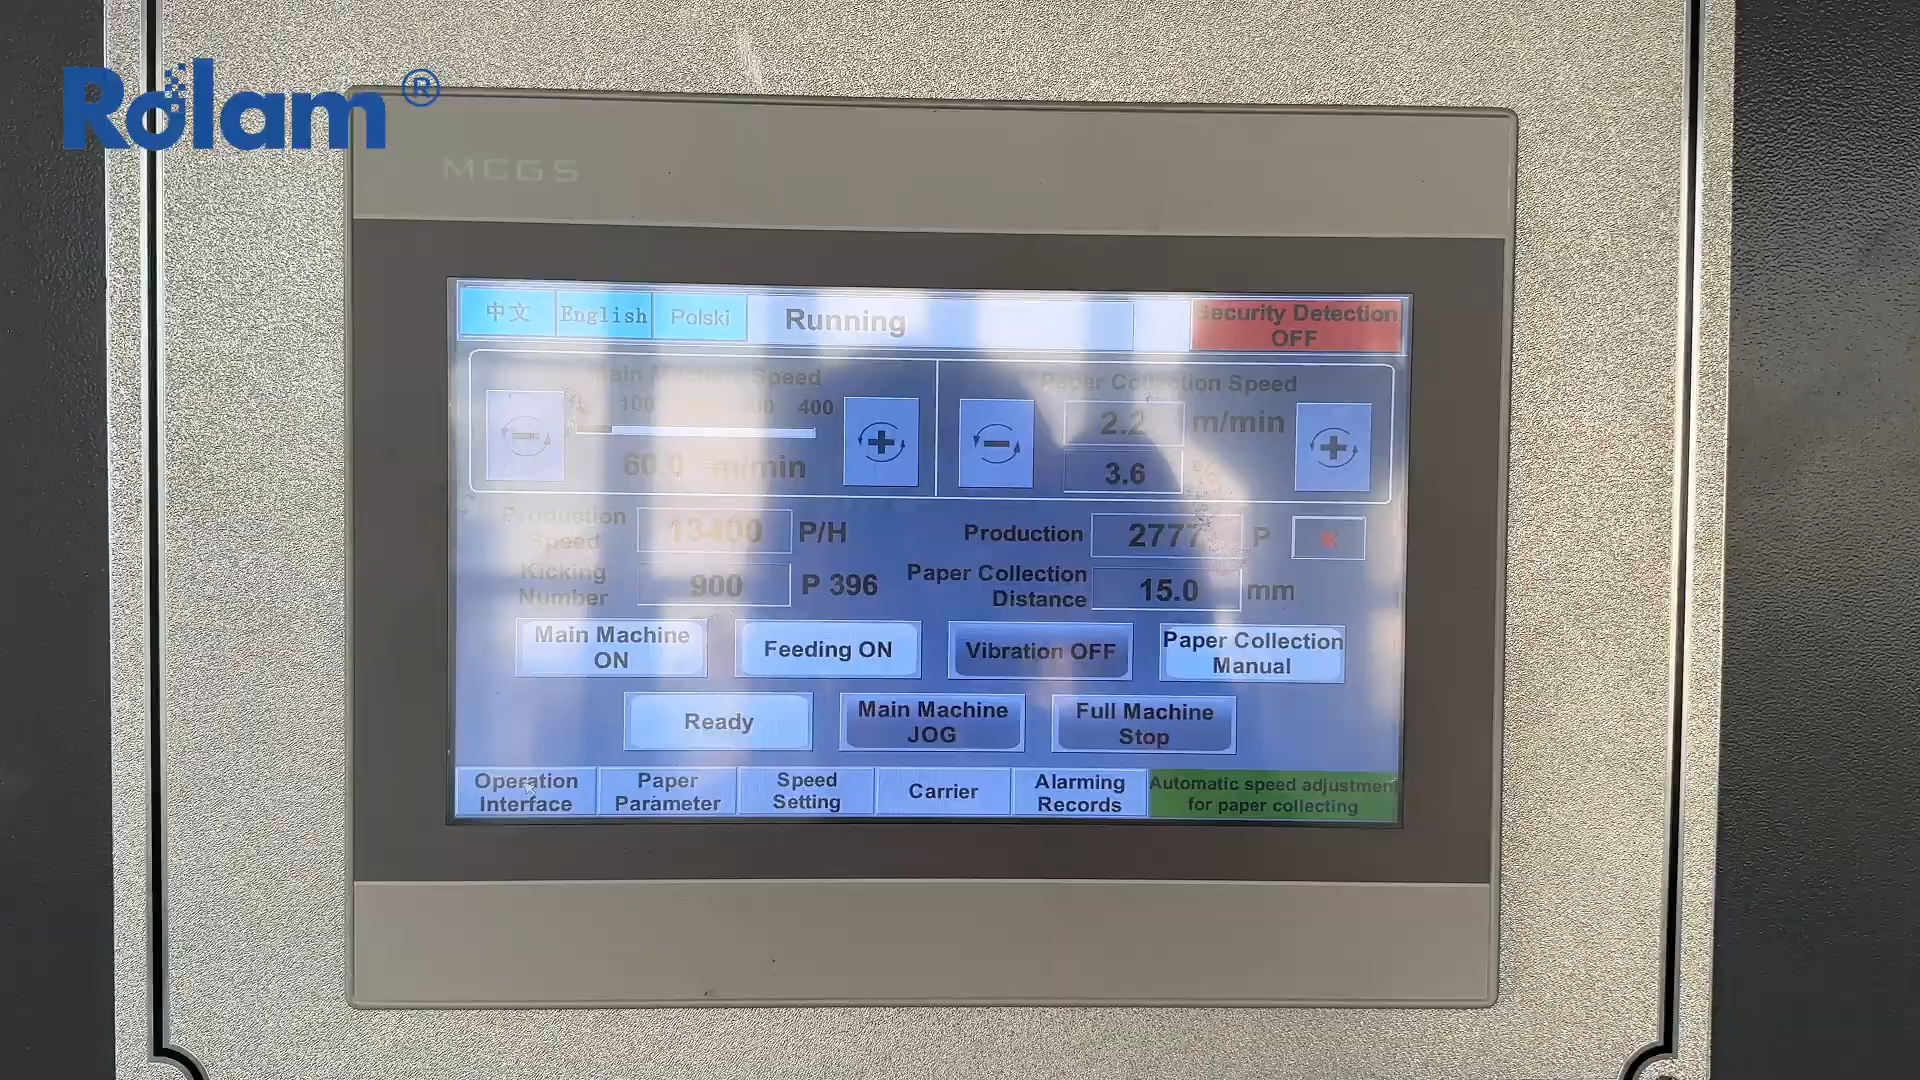 Rolam®
MCGS
中文 English Polski Running Security Detection
OFF
Main Machine Speed
100 400
60.0 m/min
Paper Collection Speed
2.2 m/min
3.6 %
Production
Speed 13400 P/H
Production 2777 P
Kicking
Number 900 P 396
Paper Collection
Distance 15.0 mm
Main Machine
ON
Feeding ON
Vibration OFF
Paper Collection
Manual
Ready
Main Machine
JOG
Full Machine
Stop
Operation
Interface
Paper
Parameter
Speed
Setting
Carrier
Alarming
Records
Automatic speed adjustment
for paper collecting